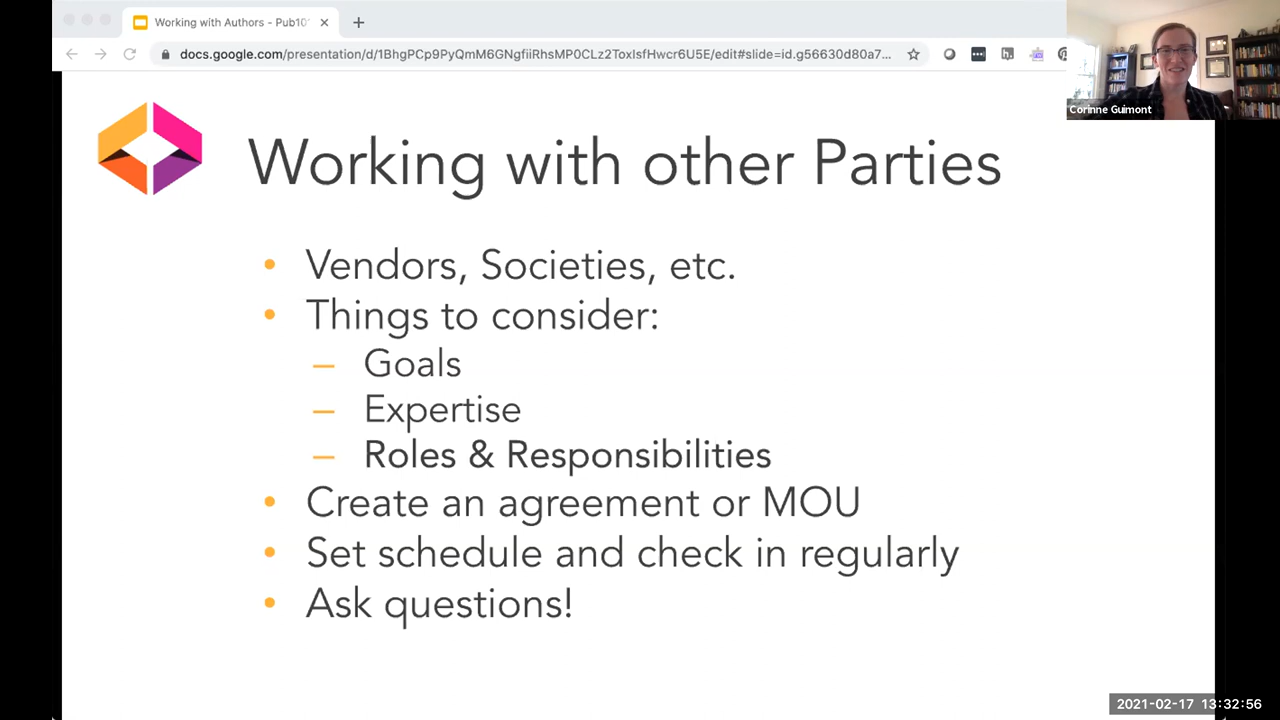 Working with Authors - Pub10
docs.google.com/presentation/d/1BhgPCp9PyQmM6GNgfiiRhsMP0CLz2ToxIsfHwcr6U5E/edit#slide=id.g56630d80a7...
Corinne Guimont
Working with other Parties
• Vendors, Societies, etc.
• Things to consider:
– Goals
– Expertise
– Roles & Responsibilities
• Create an agreement or MOU
• Set schedule and check in regularly
• Ask questions!
2021-02-17 13:32:56